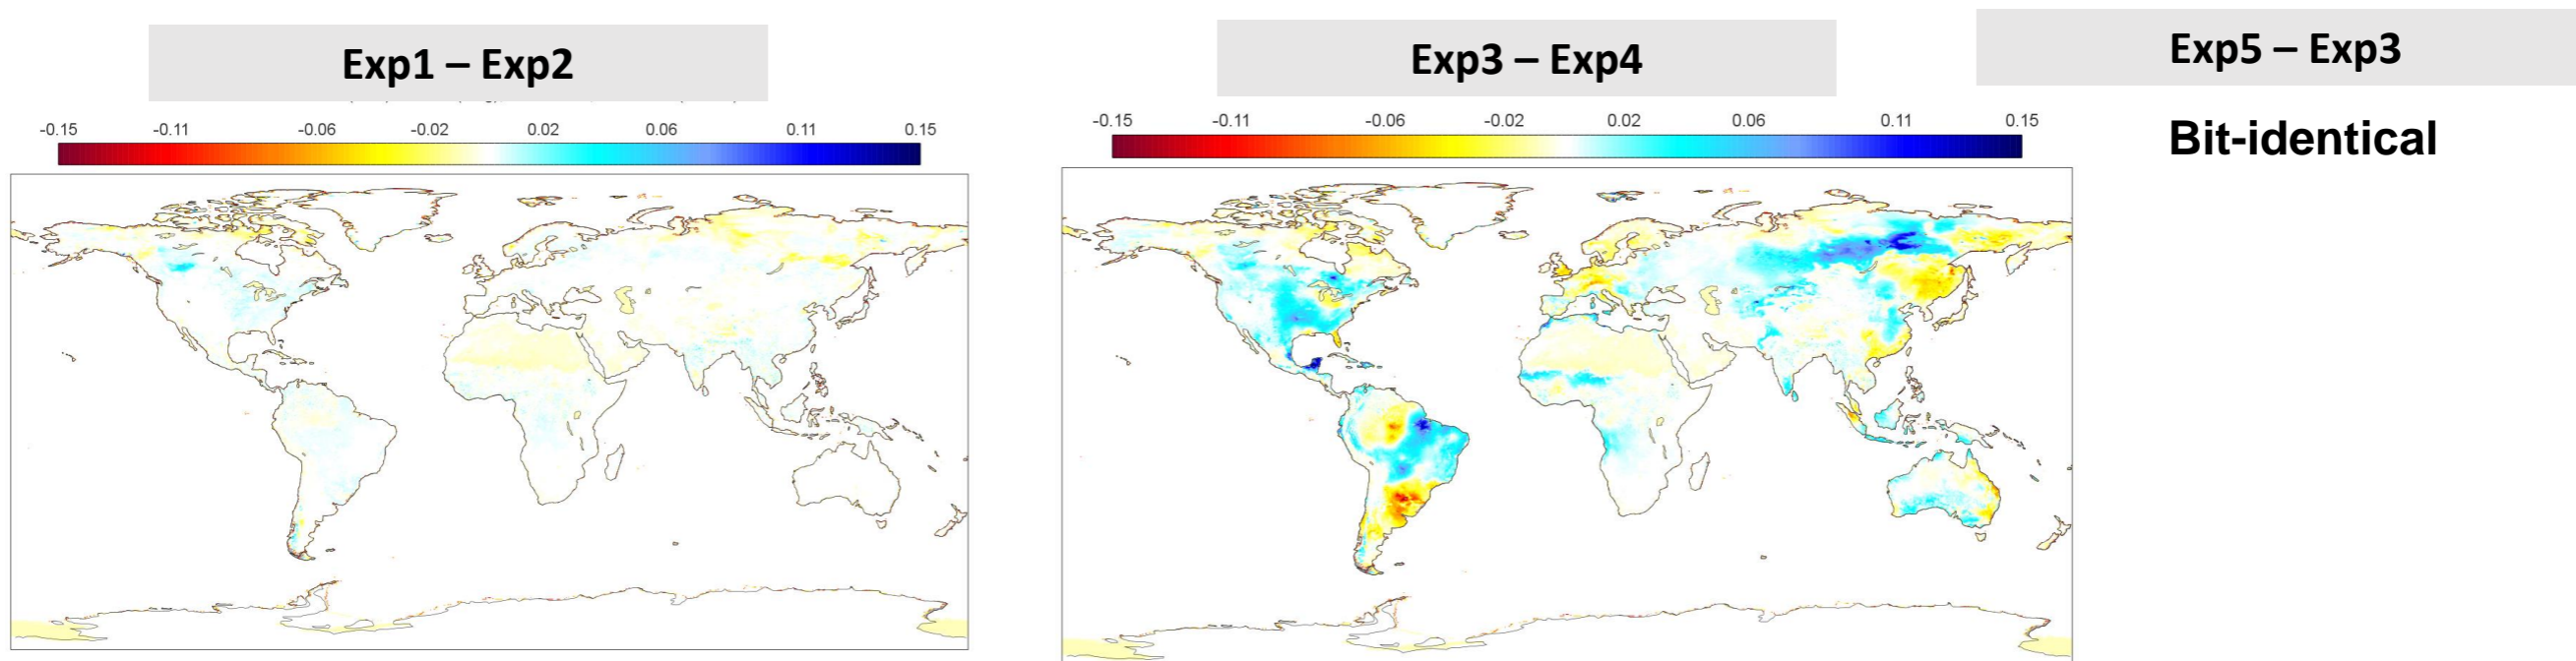 Exp1 – Exp2
-0.15 -0.11 -0.06 -0.02 0.02 0.06 0.11 0.15
Exp3 – Exp4
-0.15 -0.11 -0.06 -0.02 0.02 0.06 0.11 0.15
Exp5 – Exp3
Bit-identical